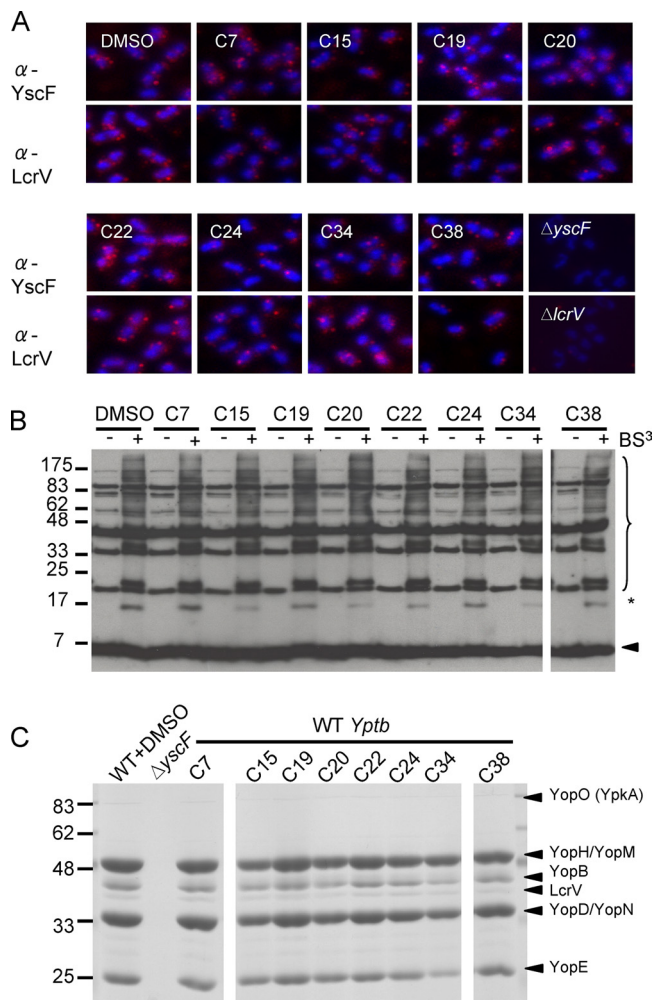 A
DMSO C7 C15 C19 C20
α-
YscF
α-
LcrV
C22 C24 C34 C38 ΔyscF
α-
YscF
α-
LcrV
ΔlcrV
B
DMSO C7 C15 C19 C20 C22 C24 C34 C38
- + - + - + - + - + - + - + - + - + BS3
175
83
62
48
33
25
17
*
7
C
WT Yptb
WT+DMSO ΔyscF C7 C15 C19 C20 C22 C24 C34 C38
83
62
48
33
25
YopO (YpkA)
YopH/YopM
YopB
LcrV
YopD/YopN
YopE